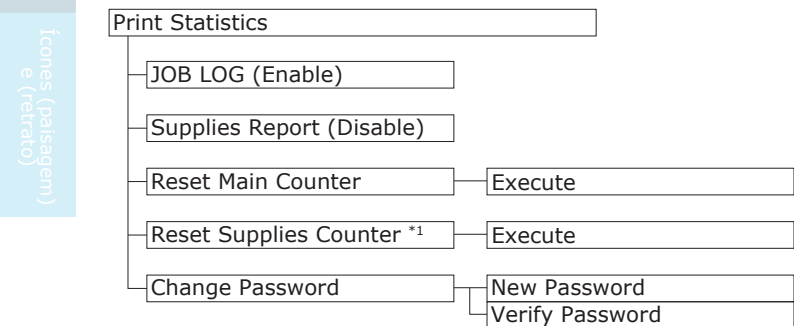 Ícones (paisagem)
e (retrato)
Print Statistics
JOB LOG (Enable)
Supplies Report (Disable)
Reset Main Counter
Execute
Reset Supplies Counter *1
Execute
Change Password
New Password
Verify Password